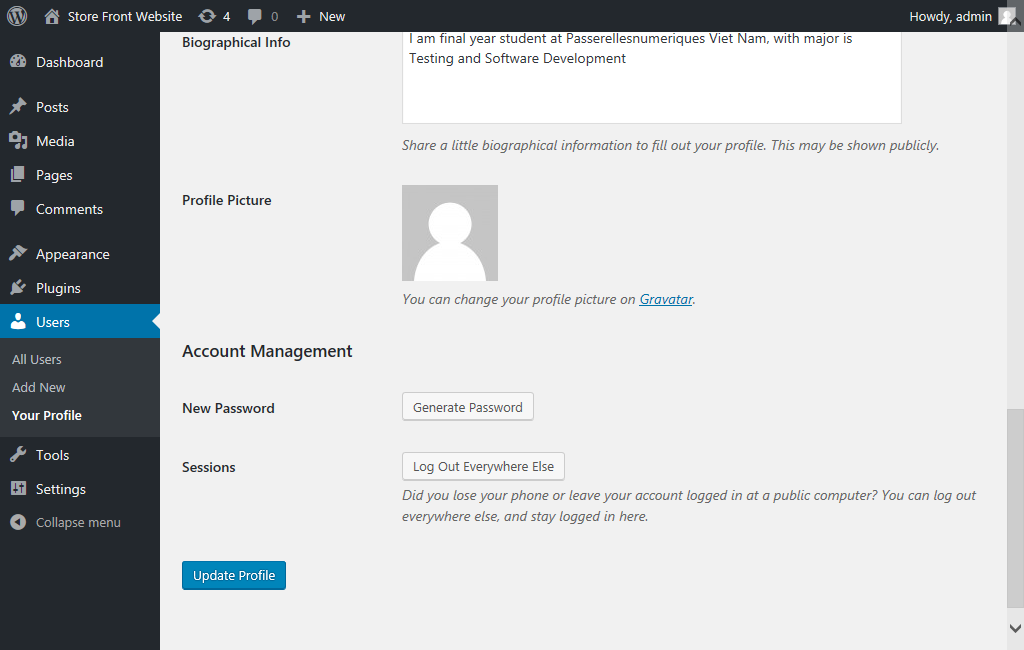 Store Front Website
4
0
New
Howdy, admin
Dashboard
Posts
Media
Pages
Comments
Appearance
Plugins
Users
All Users
Add New
Your Profile
Tools
Settings
Collapse menu
Biographical Info
I am final year student at Passerellesnumeriques Viet Nam, with major is
Testing and Software Development
Share a little biographical information to fill out your profile. This may be shown publicly.
Profile Picture
You can change your profile picture on Gravatar.
Account Management
New Password
Generate Password
Sessions
Log Out Everywhere Else
Did you lose your phone or leave your account logged in at a public computer? You can log out
everywhere else, and stay logged in here.
Update Profile